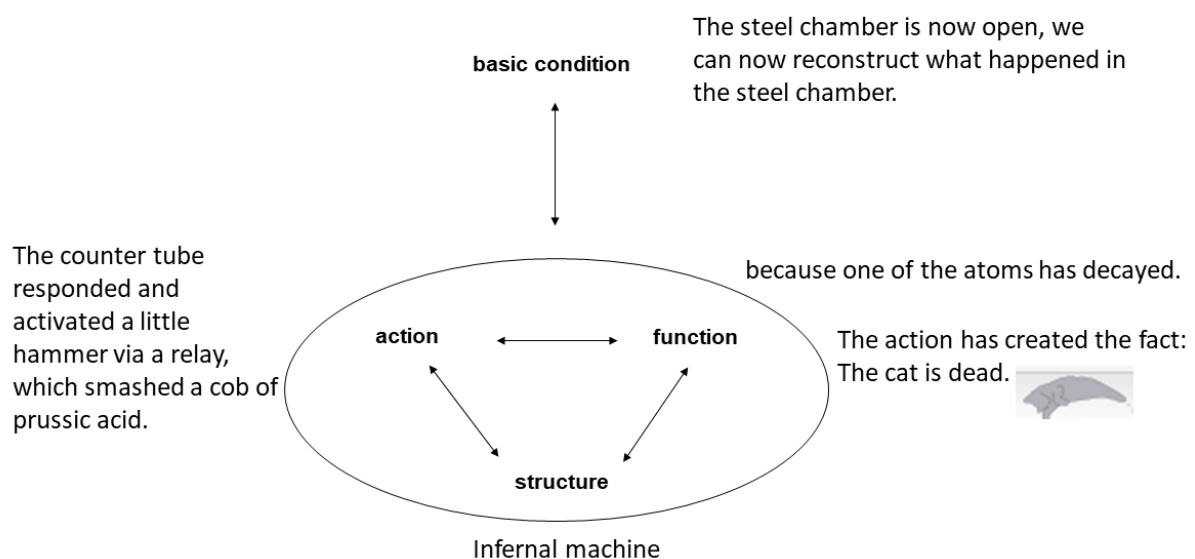 The steel chamber is now open, we
can now reconstruct what happened in
the steel chamber.
basic condition
The counter tube
responded and
activated a little
hammer via a relay,
which smashed a cob of
prussic acid.
because one of the atoms has decayed.
action
function
The action has created the fact:
The cat is dead.
structure
Infernal machine